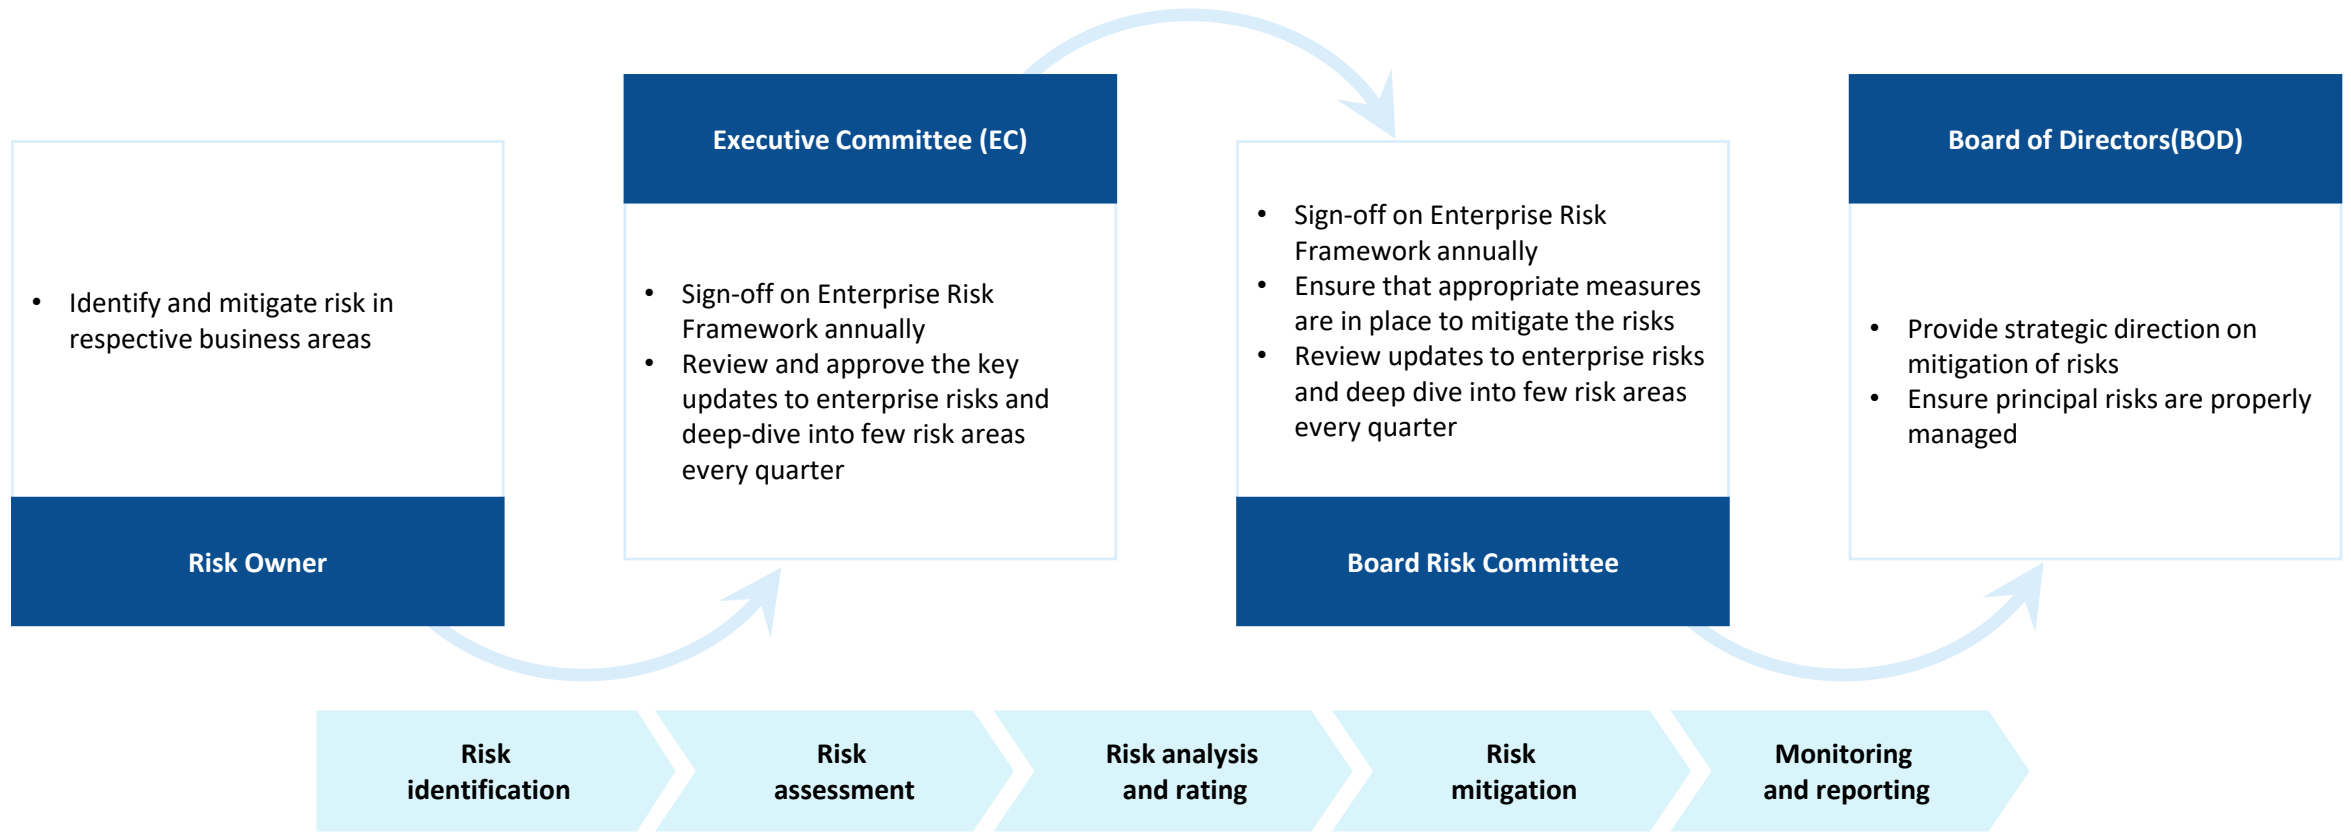 • Identify and mitigate risk in
respective business areas
Risk Owner
Executive Committee (EC)
• Sign-off on Enterprise Risk
Framework annually
• Review and approve the key
updates to enterprise risks and
deep-dive into few risk areas
every quarter
• Sign-off on Enterprise Risk
Framework annually
• Ensure that appropriate measures
are in place to mitigate the risks
• Review updates to enterprise risks
and deep dive into few risk areas
every quarter
Board Risk Committee
Board of Directors(BOD)
• Provide strategic direction on
mitigation of risks
• Ensure principal risks are properly
managed
Risk
identification
Risk
assessment
Risk analysis
and rating
Risk
mitigation
Monitoring
and reporting